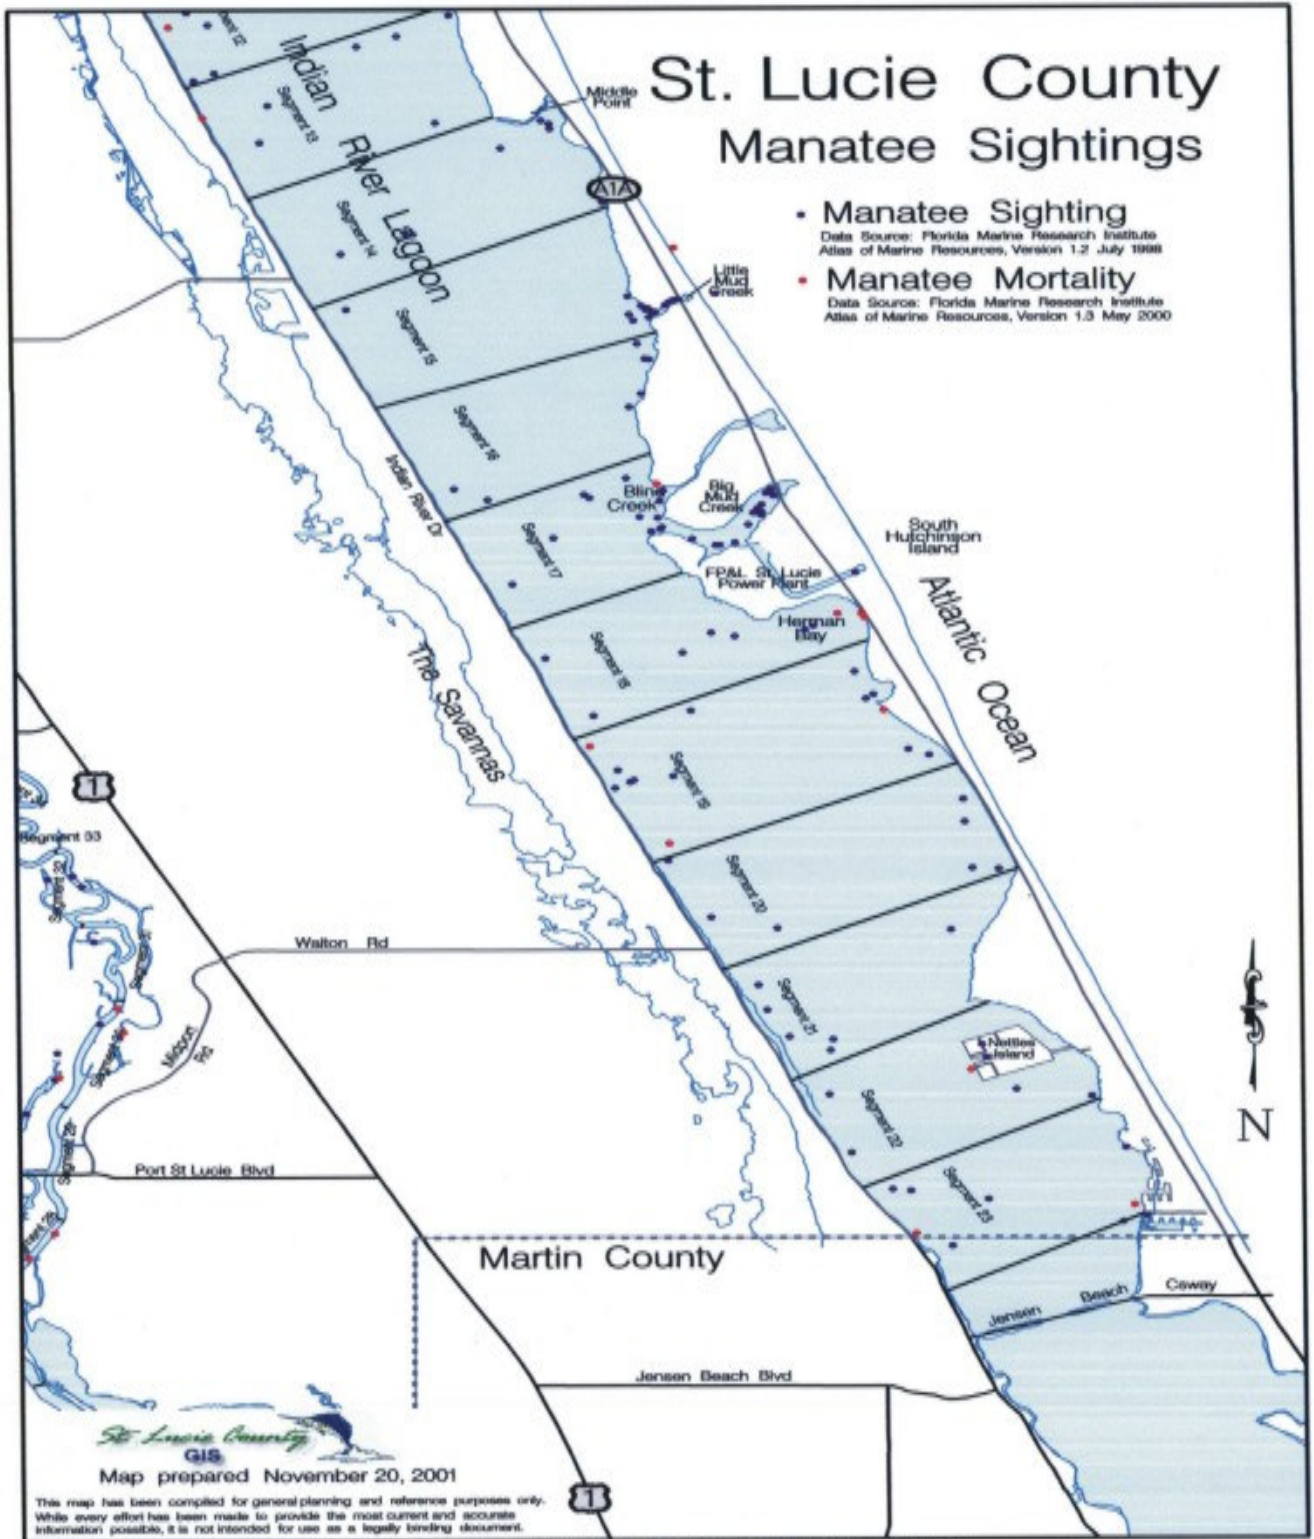 St. Lucie County
Manatee Sightings
Manatee Sighting
Data Source: Florida Marine Research Institute
Atlas of Marine Resources, Version 1.2 July 1998
Manatee Mortality
Data Source: Florida Marine Research Institute
Atlas of Marine Resources, Version 1.3 May 2000
Middle
Point
A1A
Indian River Lagoon
Segment 13
Segment 14
Little
Mud
Creek
Segment 15
Segment 16
Indian River Dr
Creek
Big
Mud
Creek
South
Hutchinson
Island
Segment 17
FP&L St. Lucie
Power Plant
Atlantic Ocean
Herman
Bay
Segment 18
The Savannas
Segment 19
1
Segment 33
Segment 32
Segment 20
Walton Rd
Segment 21
Midport
Rd
Nettles
Island
N
Segment 22
Segment 29
Port St Lucie Blvd
Segment 23
Martin County
Jensen Beach Csway
Jensen Beach Blvd
St. Lucie County
GIS
Map prepared November 20, 2001
This map has been compiled for general planning and reference purposes only.
While every effort has been made to provide the most current and accurate
information possible, it is not intended for use as a legally binding document.
1